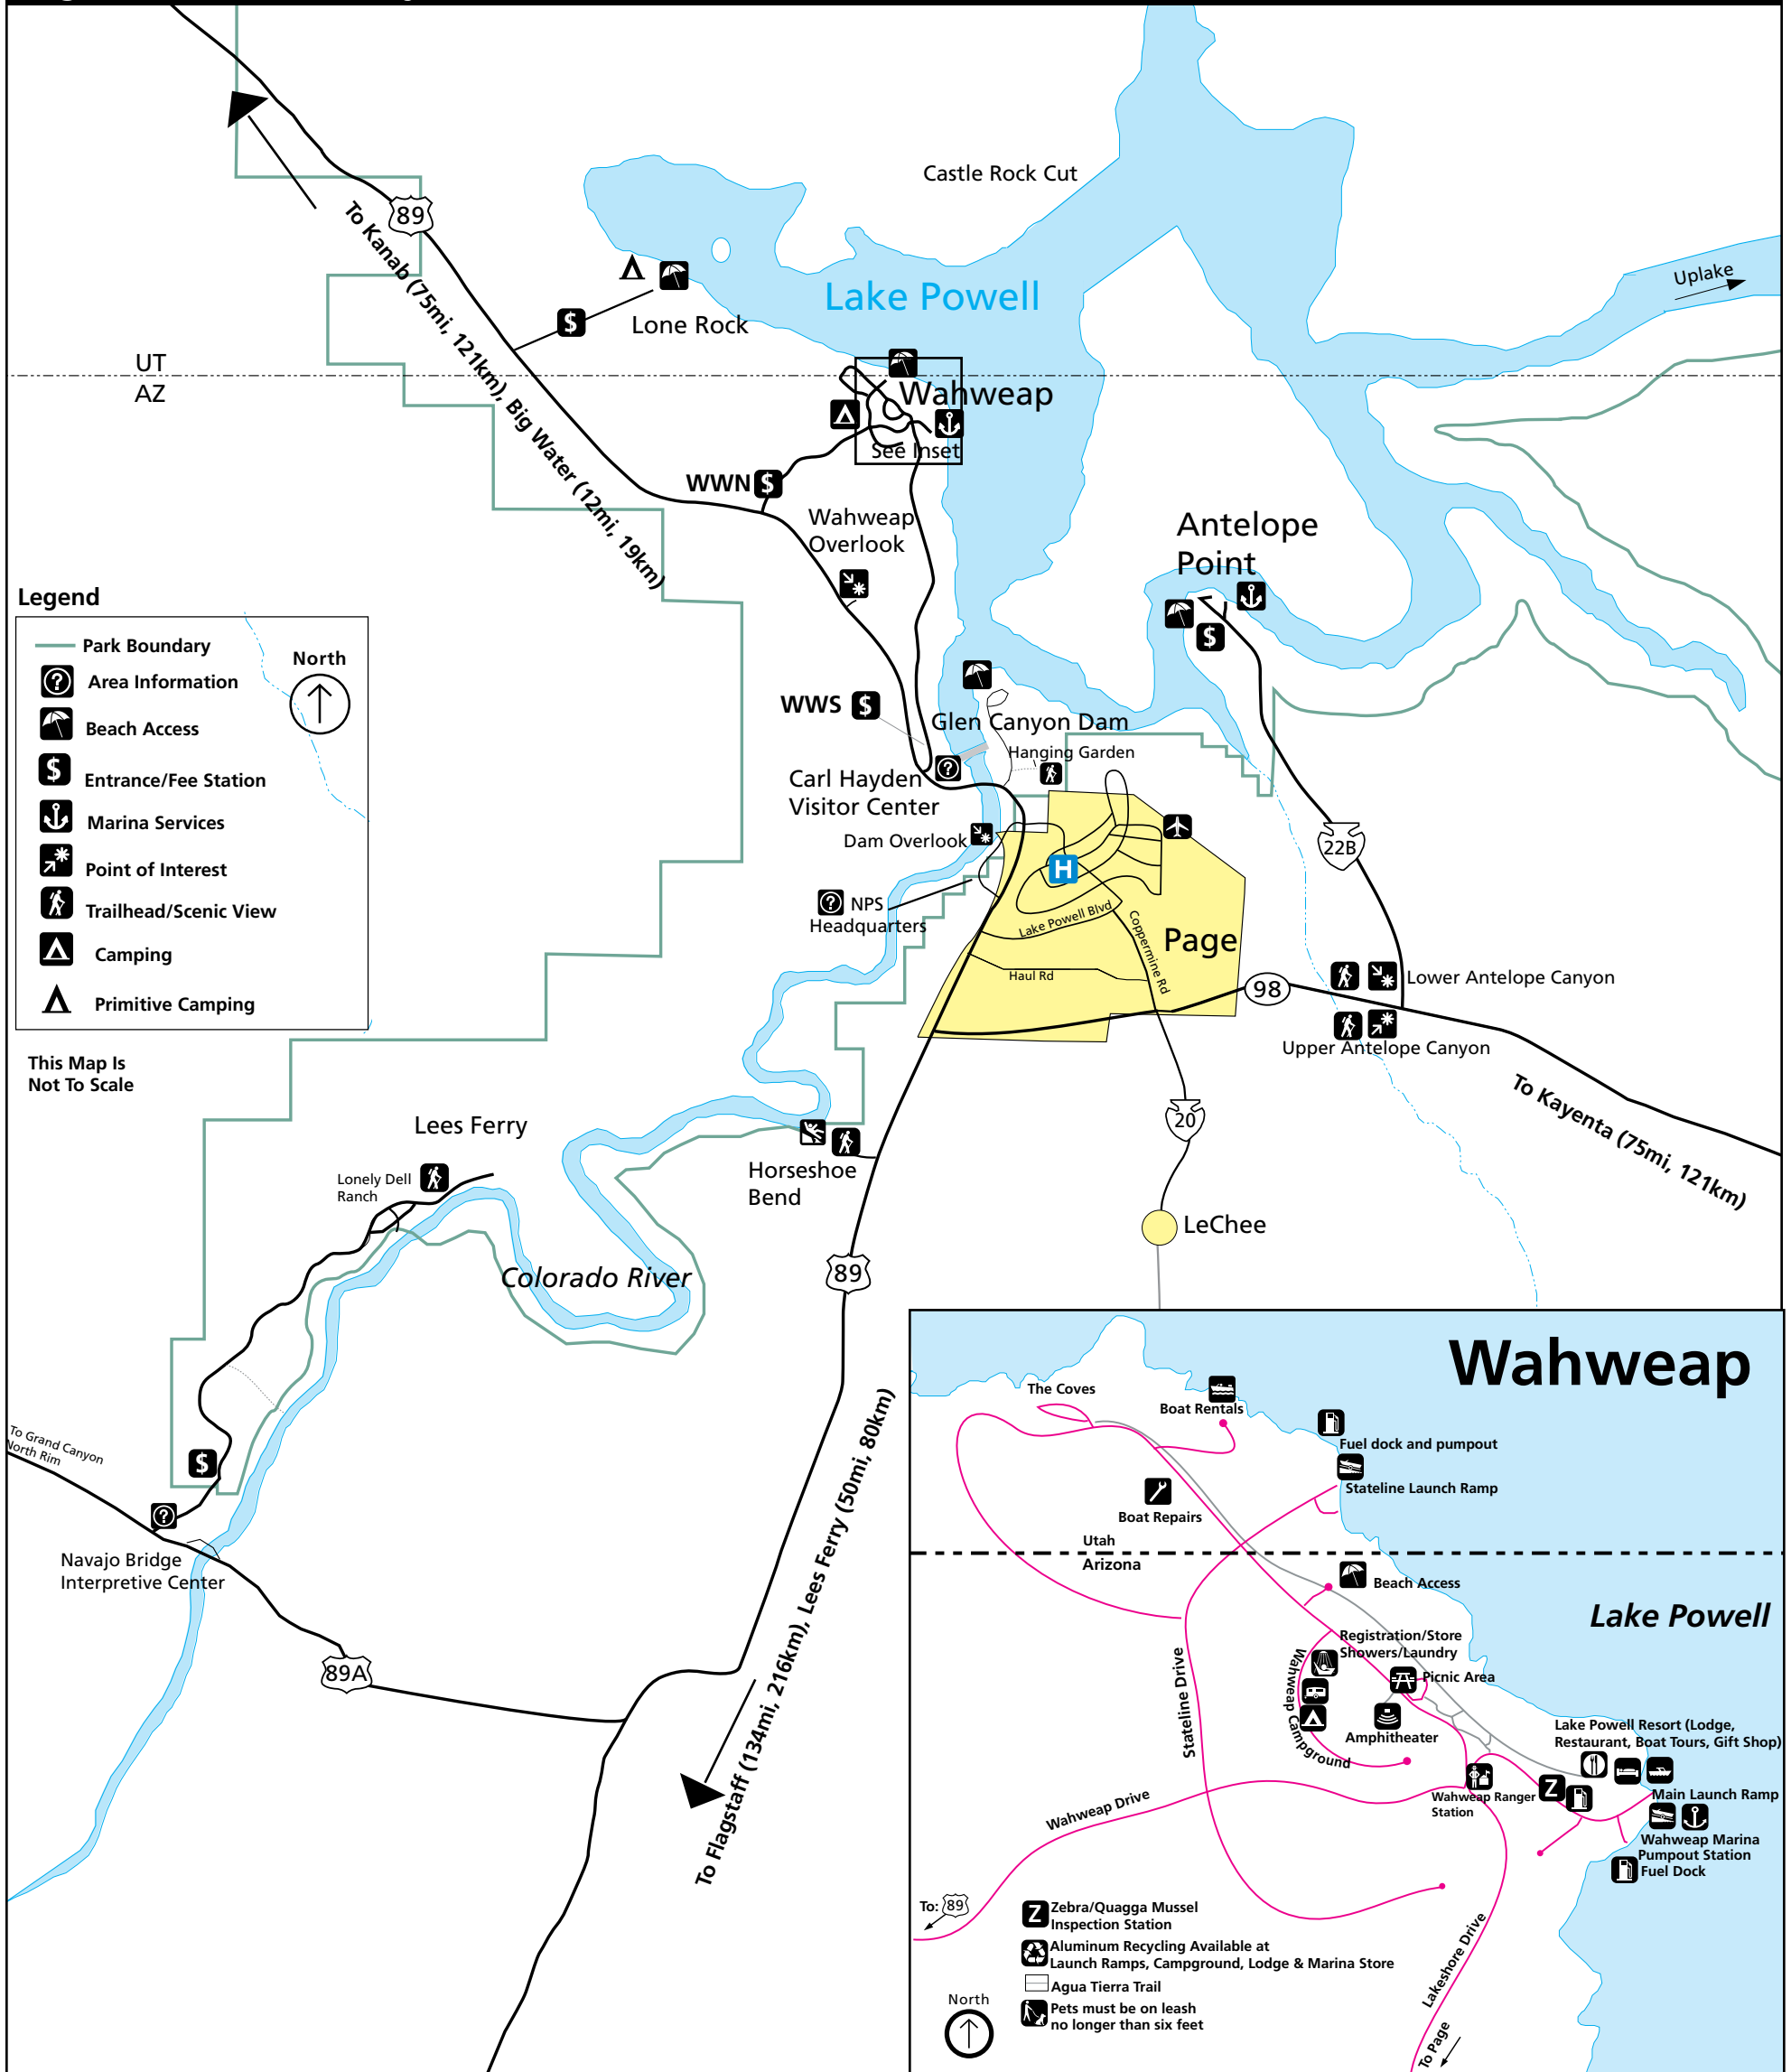 Castle Rock Cut
89
To Kanab (75mi, 121km), Big Water (12mi, 19km)
Lake Powell
Uplake
Lone Rock
$
UT
AZ
Wahweap
See Inset
WWN $
Wahweap
Overlook
Antelope
Point
$
Legend
Park Boundary
? Area Information
Beach Access
$ Entrance/Fee Station
Marina Services
Point of Interest
Trailhead/Scenic View
Camping
Primitive Camping
North
This Map Is
Not To Scale
WWS $
Glen Canyon Dam
Hanging Garden
?
Carl Hayden
Visitor Center
Dam Overlook
H
22B
? NPS
Headquarters
Lake Powell Blvd
Coppermine Rd
Page
Haul Rd
98
Lower Antelope Canyon
Upper Antelope Canyon
To Kayenta (75mi, 121km)
20
LeChee
Lees Ferry
Lonely Dell
Ranch
Horseshoe
Bend
Colorado River
89
To Grand Canyon
North Rim
$
?
Navajo Bridge
Interpretive Center
89A
To Flagstaff (134mi, 216km), Lees Ferry (50mi, 80km)
Wahweap
The Coves
Boat Rentals
Fuel dock and pumpout
Stateline Launch Ramp
Boat Repairs
Utah
Arizona
Beach Access
Lake Powell
Registration/Store
Showers/Laundry
Picnic Area
Wahweap Campground
Amphitheater
Stateline Drive
Lake Powell Resort (Lodge,
Restaurant, Boat Tours, Gift Shop)
Wahweap Ranger
Station
Z
Main Launch Ramp
Wahweap Marina
Pumpout Station
Fuel Dock
Wahweap Drive
To: 89
Lakeshore Drive
To Page
Z Zebra/Quagga Mussel
Inspection Station
Aluminum Recycling Available at
Launch Ramps, Campground, Lodge & Marina Store
Agua Tierra Trail
Pets must be on leash
no longer than six feet
North